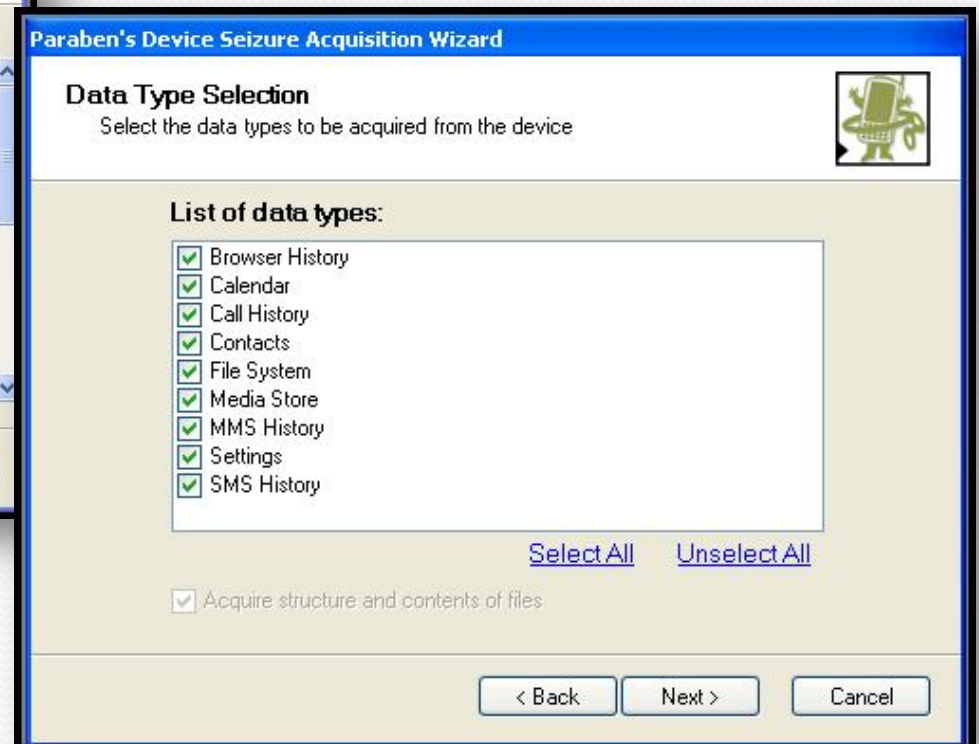 Paraben's Device Seizure Acquisition Wizard
Data Type Selection
Select the data types to be acquired from the device
List of data types:
Browser History
Calendar
Call History
Contacts
File System
Media Store
MMS History
Settings
SMS History
Select All Unselect All
Acquire structure and contents of files
< Back Next > Cancel